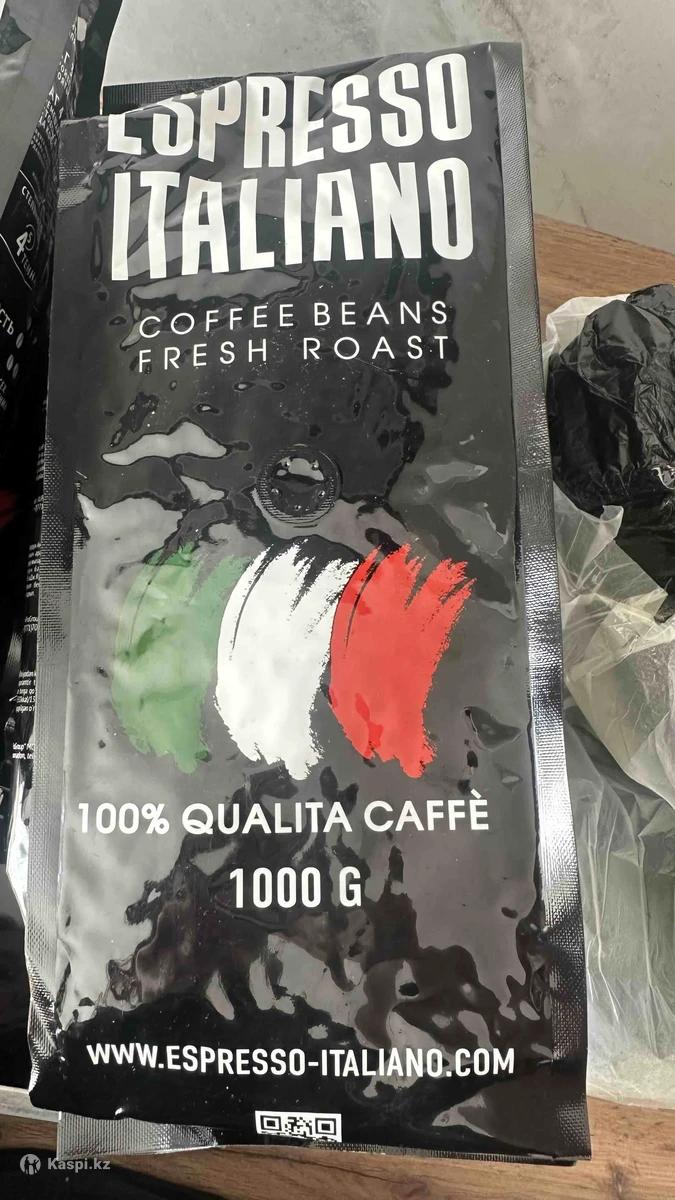 ESPRESSO
ITALIANO
COFFEE BEANS
FRESH ROAST
100% QUALITA CAFFÈ
1000 G
WWW.ESPRESSO-ITALIANO.COM
Kaspi.kz